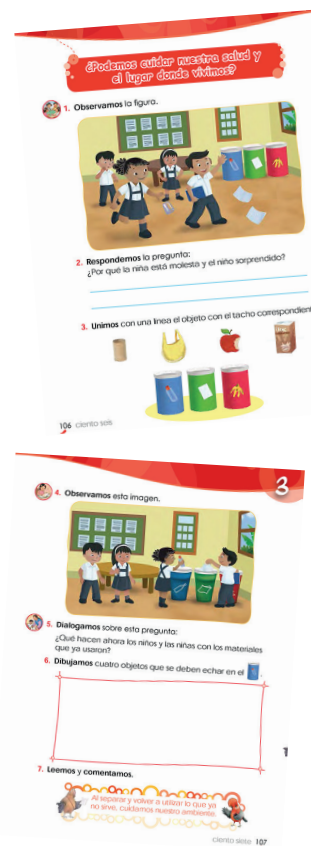 ¿Podemos cuidar nuestra salud y
el lugar donde vivimos?
1. Observamos la figura.
2. Respondemos la pregunta:
¿Por qué la niña está molesta y el niño sorprendido?
3. Unimos con una línea el objeto con el tacho correspondient
106 ciento seis
3
4. Observamos esta imagen.
5. Dialogamos sobre esta pregunta:
¿Qué hacen ahora los niños y las niñas con los materiales
que ya usaron?
6. Dibujamos cuatro objetos que se deben echar en el .
7. Leemos y comentamos.
Al separar y volver a utilizar lo que ya
no sirve, cuidamos nuestro ambiente.
ciento siete 107